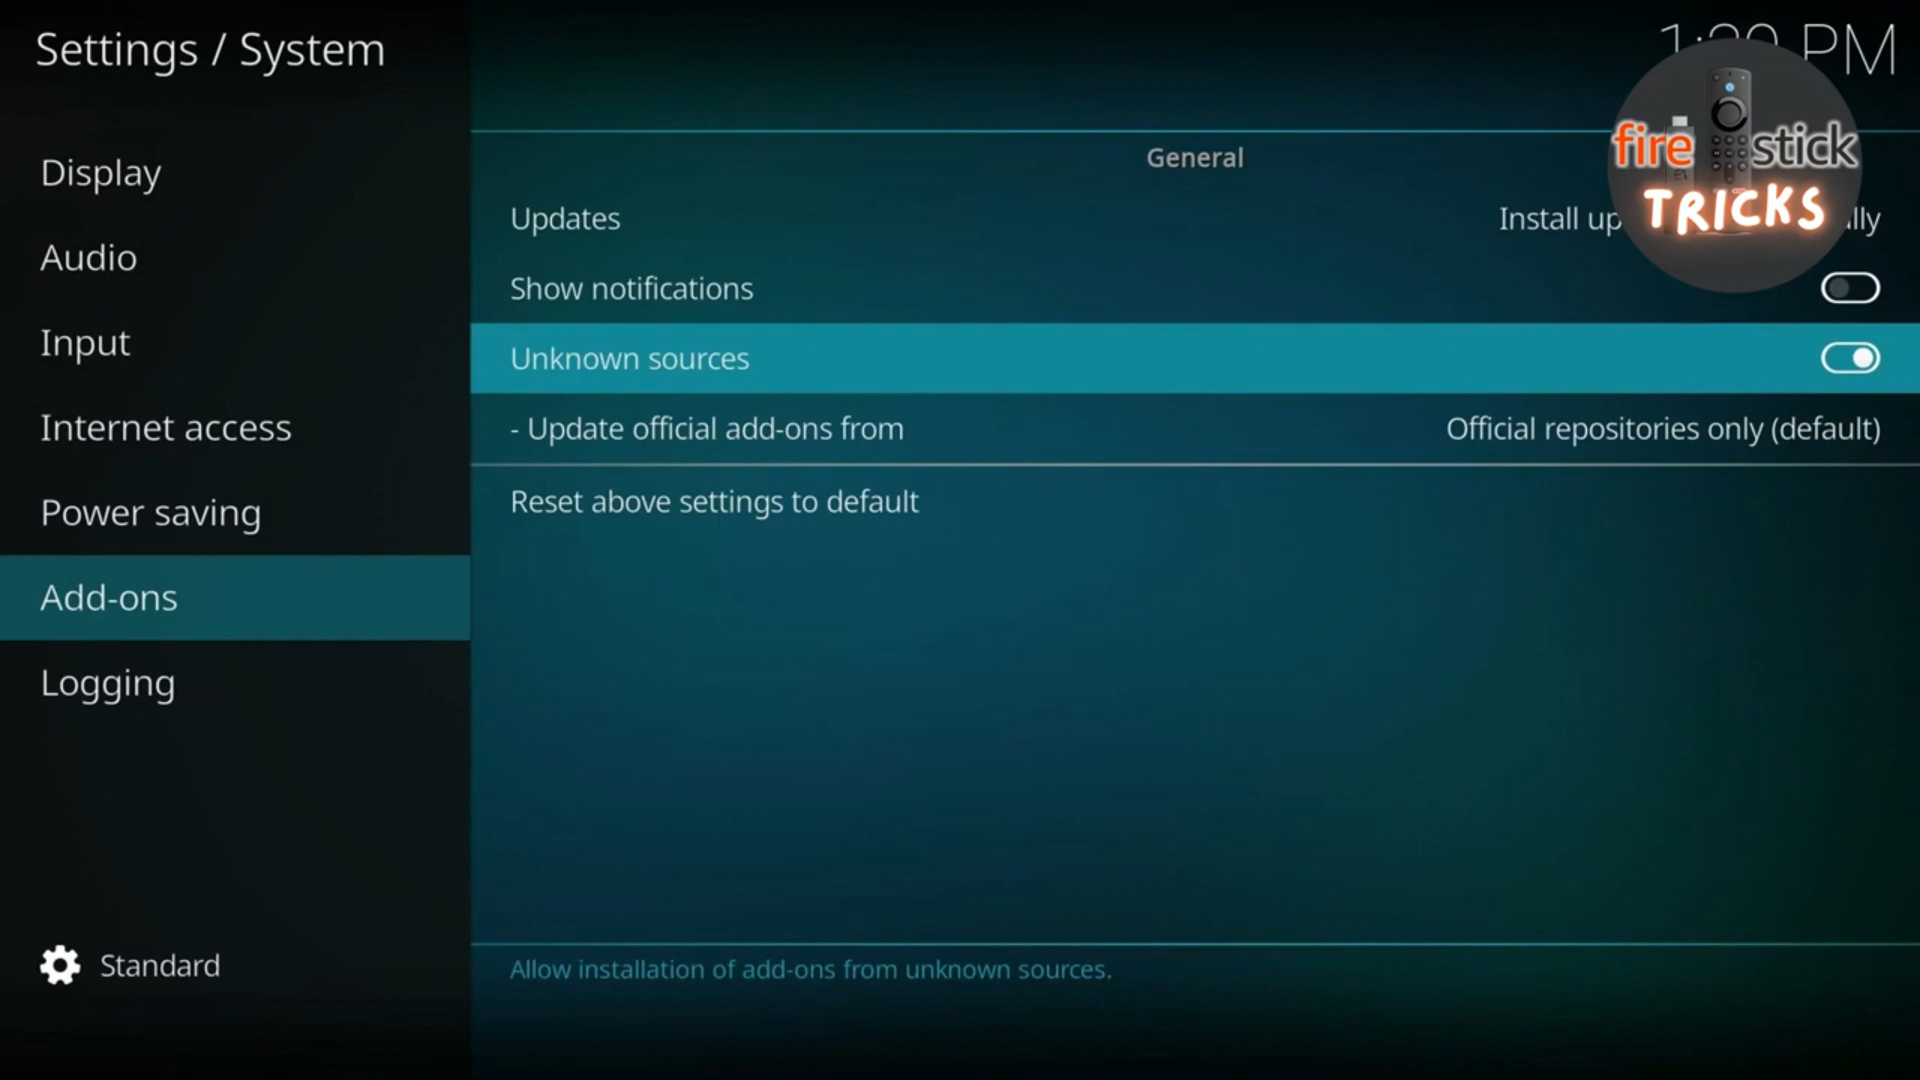 Settings / System
PM
Display
Audio
Input
Internet access
Power saving
Add-ons
Logging
Standard
General
Updates
Install
Show notifications
Unknown sources
- Update official add-ons from
Official repositories only (default)
Reset above settings to default
Allow installation of add-ons from unknown sources.
fire stick
TRICKS